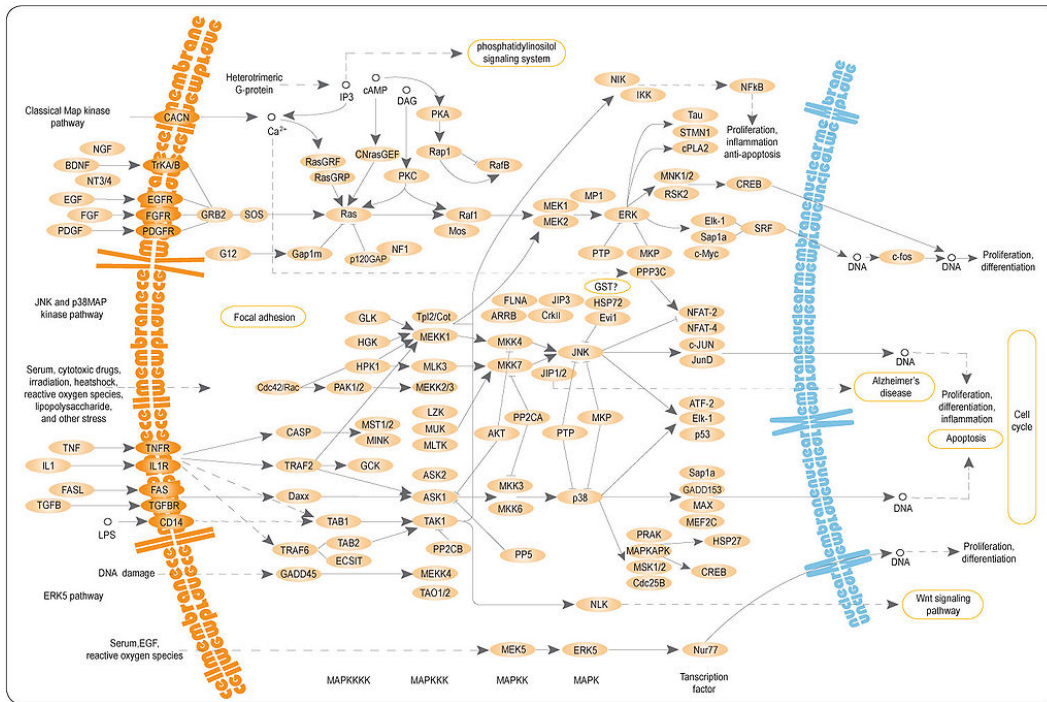 phosphatidylinositol
signaling system
Heterotrimeric
G-protein
IP3
cAMP
DAG
NIK
IKK
NFkB
Classical Map kinase
pathway
CACN
Ca2+
PKA
Tau
STMN1
cPLA2
Proliferation,
inflammation
anti-apoptosis
NGF
BDNF
NT3/4
TrKA/B
RasGRF
RasGRP
CNrasGEF
PKC
Rap1
RafB
MNK1/2
RSK2
CREB
EGF
FGF
PDGF
EGFR
FGFR
PDGFR
GRB2
SOS
Ras
Raf1
Mos
MEK1
MEK2
MP1
ERK
Elk-1
Sap1a
c-Myc
SRF
G12
Gap1m
p120GAP
NF1
PTP
MKP
PPP3C
DNA
c-fos
DNA
Proliferation,
differentiation
JNK and p38MAP
kinase pathway
Focal adhesion
GLK
HGK
HPK1
Tpl2/Cot
MEKK1
FLNA
ARRB
JIP3
CrkII
GST?
HSP72
Evi1
NFAT-2
NFAT-4
c-JUN
JunD
MKK4
MKK7
JNK
JIP1/2
DNA
Serum, cytotoxic drugs,
irradiation, heatshock,
reactive oxygen species,
lipopolysaccharide,
and other stress
Cdc42/Rac
PAK1/2
MLK3
MEKK2/3
Alzheimer's
disease
Proliferation,
differentiation,
inflammation
Apoptosis
Cell
cycle
LZK
MUK
MLTK
PP2CA
AKT
PTP
MKP
ATF-2
Elk-1
p53
TNF
IL1
FASL
TGFB
LPS
TNFR
IL1R
FAS
TGFBR
CD14
CASP
MST1/2
MINK
TRAF2
GCK
ASK2
ASK1
Daxx
MKK3
MKK6
p38
Sap1a
GADD153
MAX
MEF2C
DNA
TAB1
TAK1
TRAF6
TAB2
ECSIT
PP2CB
PP5
PRAK
MAPKAPK
MSK1/2
Cdc25B
HSP27
CREB
DNA
Proliferation,
differentiation
DNA damage
GADD45
MEKK4
TAO1/2
NLK
Wnt signaling
pathway
ERK5 pathway
Serum,EGF,
reactive oxygen species
MEK5
ERK5
Nur77
MAPKKKK
MAPKKK
MAPKK
MAPK
Tanscription
factor